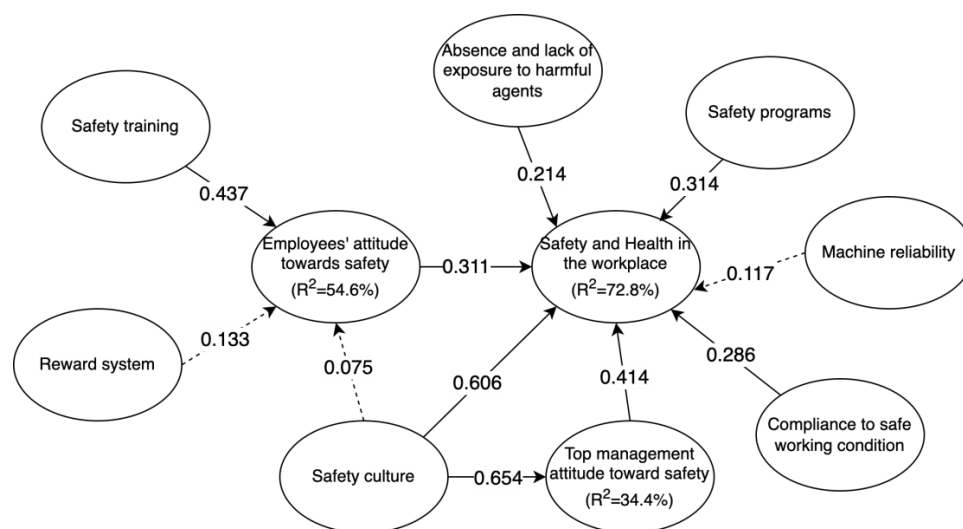 Absence and lack of
exposure to harmful
agents
Safety programs
Safety training
0.214
0.314
0.437
Employees' attitude
towards safety
(R²=54.6%)
0.311
Safety and Health in
the workplace
(R²=72.8%)
Machine reliability
0.117
0.133
Reward system
0.075
0.606
0.414
0.286
Compliance to safe
working condition
Safety culture
0.654
Top management
attitude toward safety
(R²=34.4%)